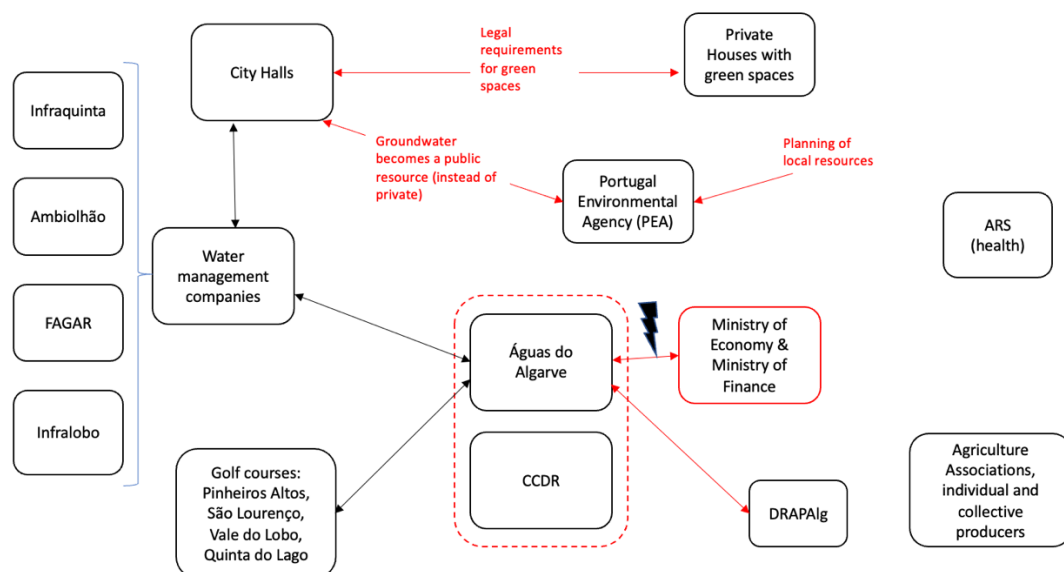 Legal
requirements
for green
spaces
Private
Houses with
green spaces
City Halls
Infraquinta
Groundwater
becomes a public
resource (instead of
private)
Planning of
local resources
Portugal
Environmental
Agency (PEA)
Ambiolhão
ARS
(health)
Water
management
companies
FAGAR
Águas do
Algarve
Ministry of
Economy &
Ministry of
Finance
Infralobo
Golf courses:
Pinheiros Altos,
São Lourenço,
Vale do Lobo,
Quinta do Lago
CCDR
DRAPAlg
Agriculture
Associations,
individual and
collective
producers